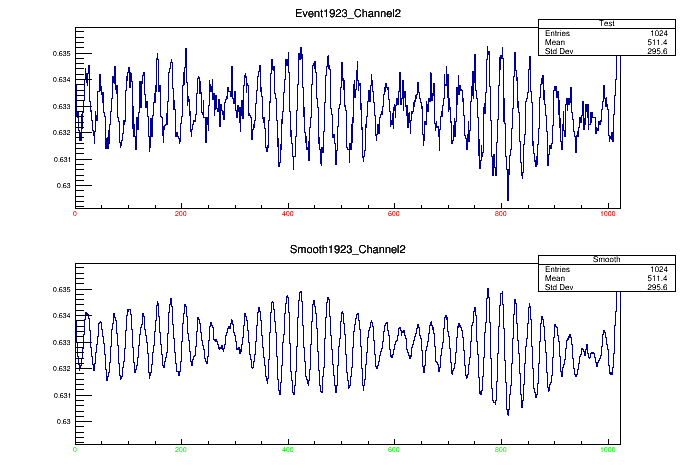 Event1923_Channel2
Test
Entries 1024
Mean 511.4
Std Dev 295.6
0.635
0.634
0.633
0.632
0.631
0.63
0 200 400 600 800 1000
Smooth1923_Channel2
Smooth
Entries 1024
Mean 511.4
Std Dev 295.6
0.635
0.634
0.633
0.632
0.631
0.63
0 200 400 600 800 1000